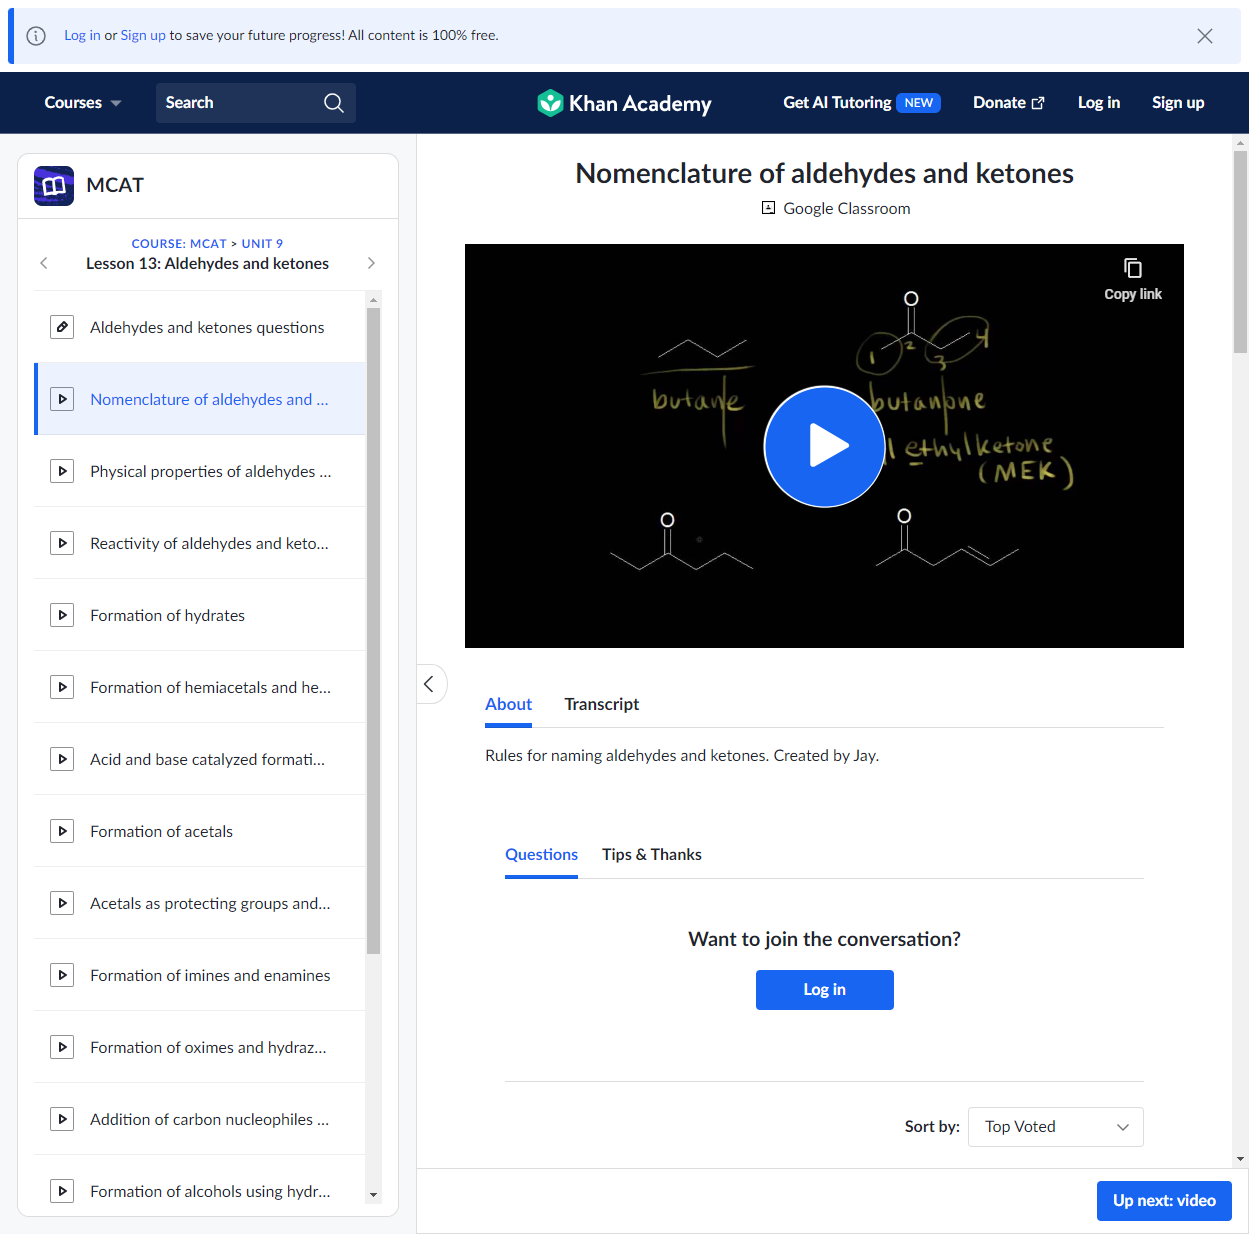 Log in or Sign up to save your future progress! All content is 100% free.
Courses
Search
Khan Academy
Get AI Tutoring NEW
Donate
Log in
Sign up
MCAT
COURSE: MCAT > UNIT 9
Lesson 13: Aldehydes and ketones
Aldehydes and ketones questions
Nomenclature of aldehydes and ...
Physical properties of aldehydes ...
Reactivity of aldehydes and keto...
Formation of hydrates
Formation of hemiacetals and he...
Acid and base catalyzed formati...
Formation of acetals
Acetals as protecting groups and...
Formation of imines and enamines
Formation of oximes and hydraz...
Addition of carbon nucleophiles ...
Formation of alcohols using hydr...
Nomenclature of aldehydes and ketones
Google Classroom
Copy link
O
1 2 3 4
butane
butanone
l ethylketone
(MEK)
O
O
About
Transcript
Rules for naming aldehydes and ketones. Created by Jay.
Questions
Tips & Thanks
Want to join the conversation?
Log in
Sort by:
Top Voted
Up next: video